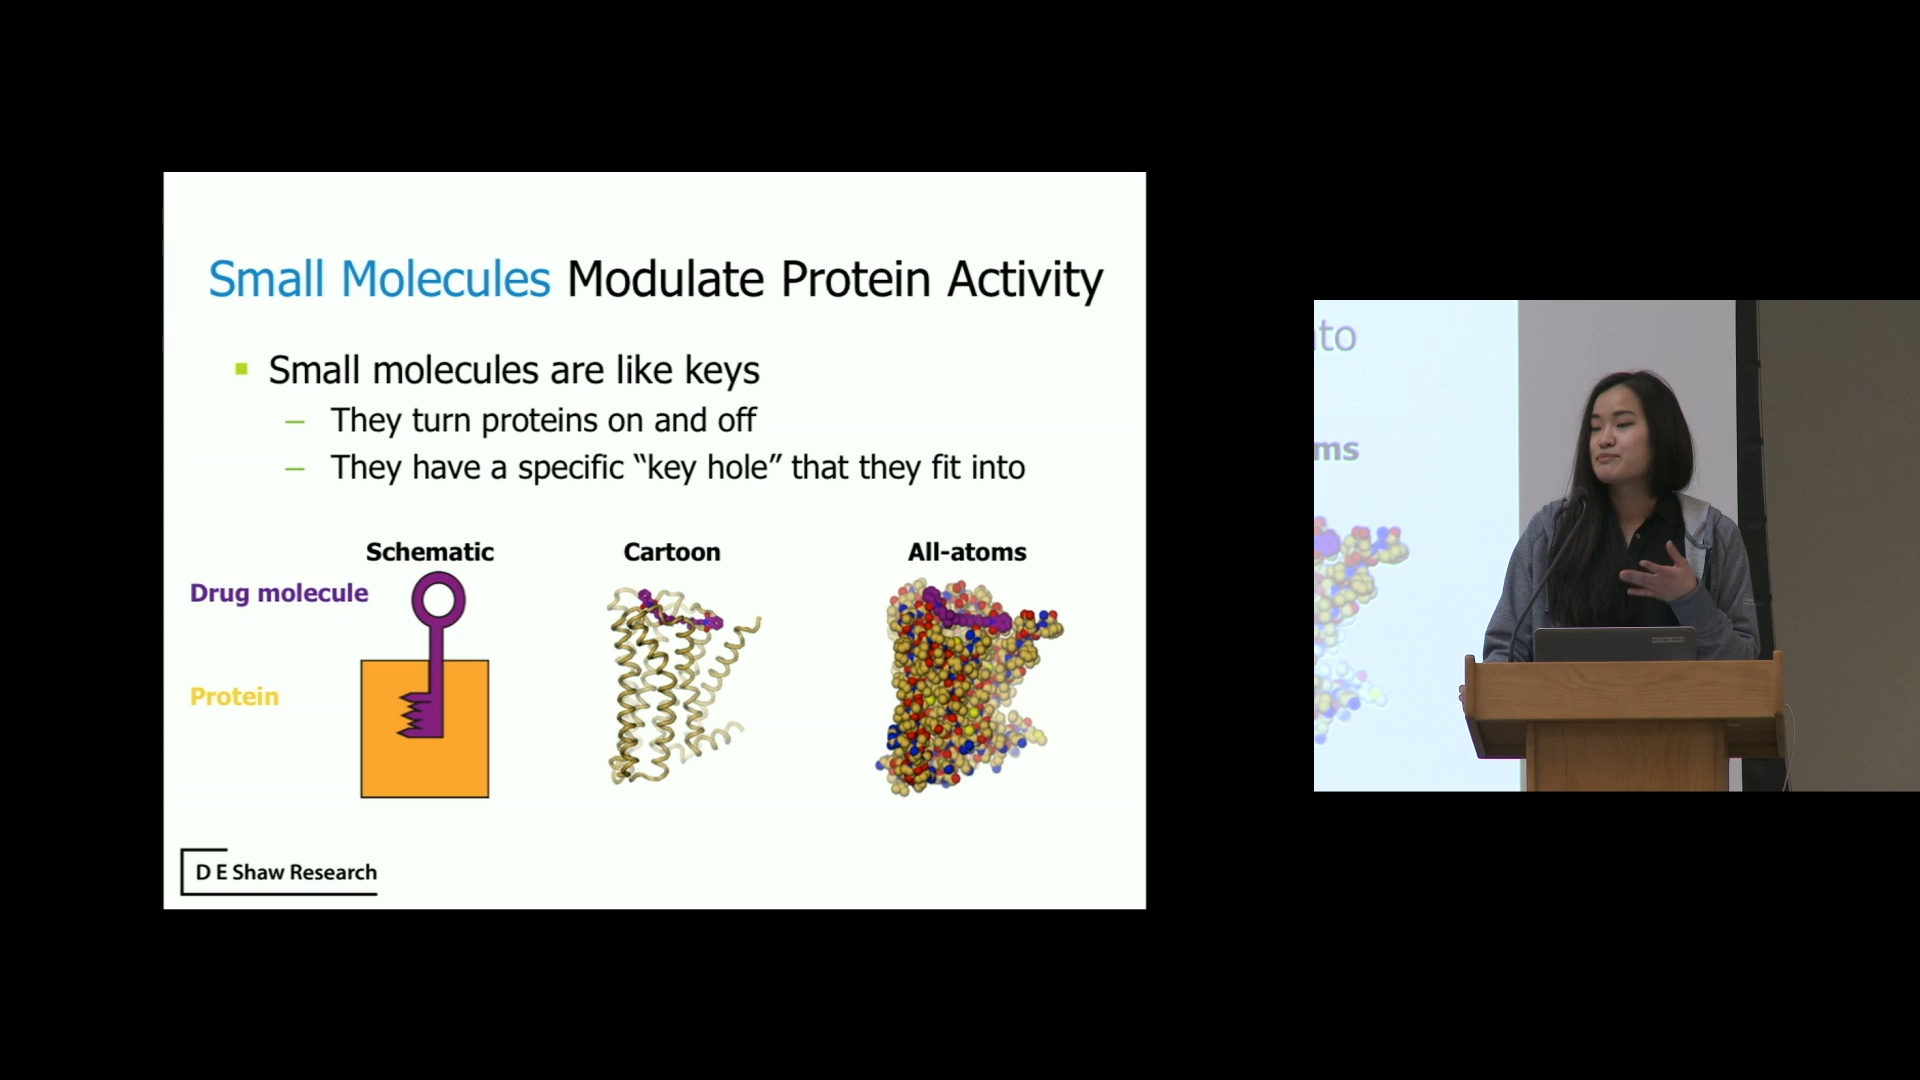 Small Molecules Modulate Protein Activity
Small molecules are like keys
– They turn proteins on and off
– They have a specific “key hole” that they fit into
Schematic
Cartoon
All-atoms
Drug molecule
Protein
D E Shaw Research
to
ms